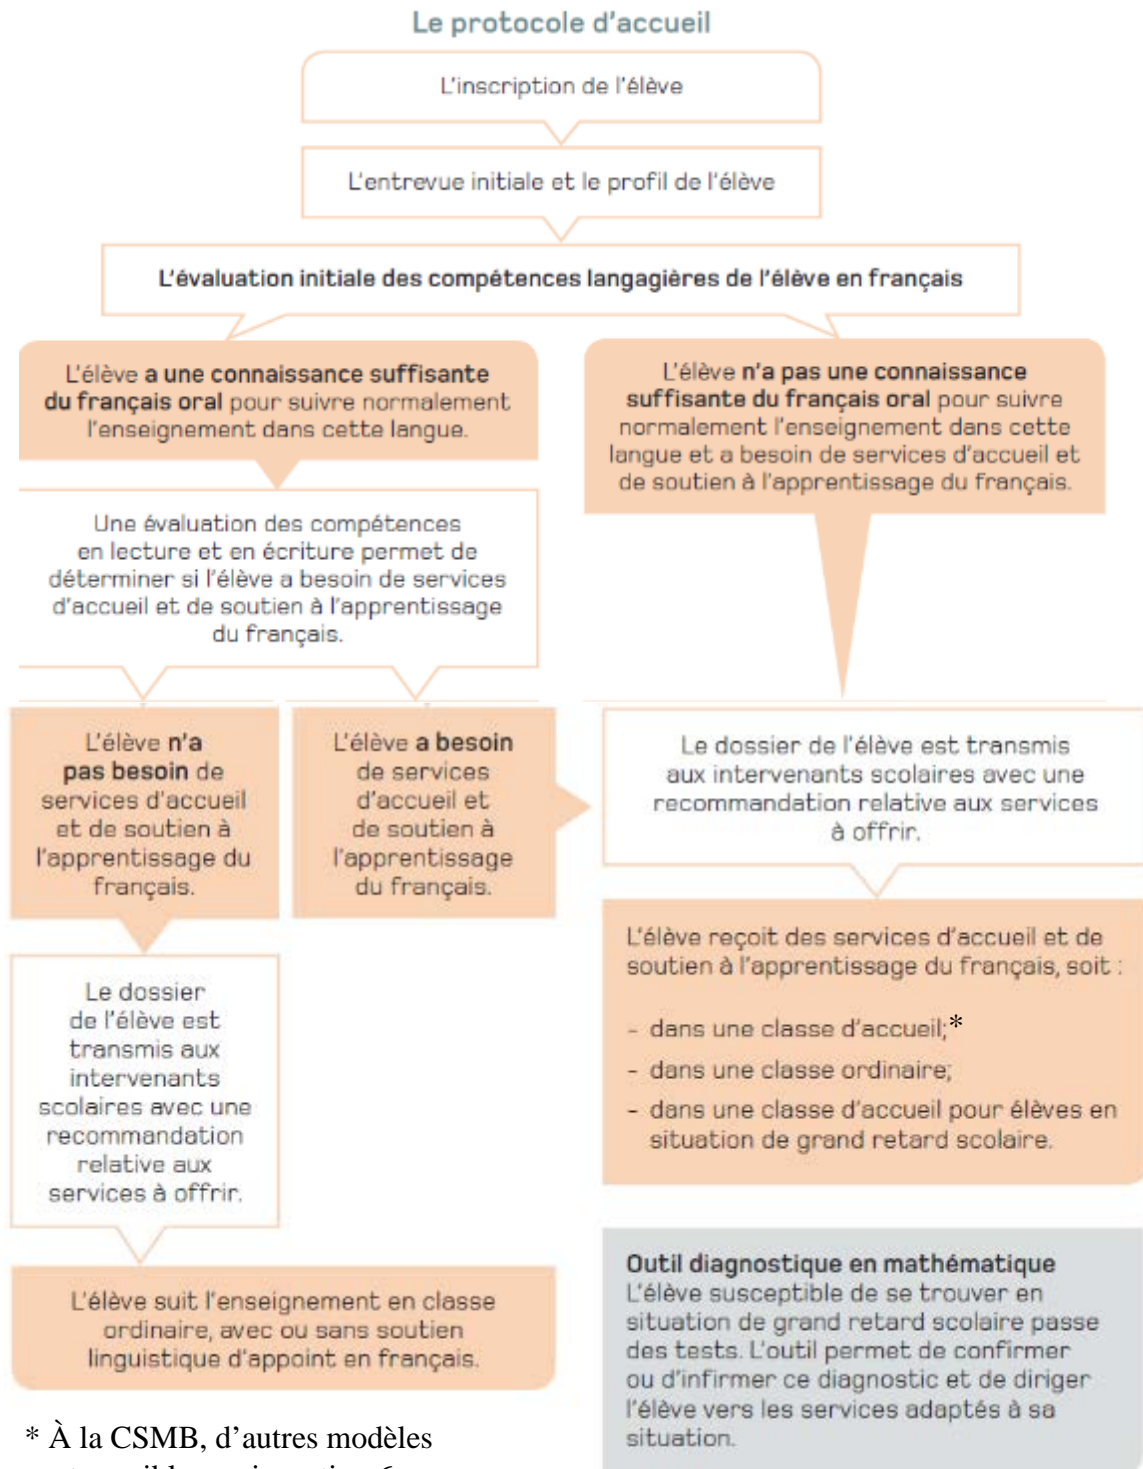 Le protocole d'accueil
L'inscription de l'élève
L'entrevue initiale et le profil de l'élève
L'évaluation initiale des compétences langagières de l'élève en français
L'élève a une connaissance suffisante
du français oral pour suivre normalement
l'enseignement dans cette langue.
L'élève n'a pas une connaissance
suffisante du français oral pour suivre
normalement l'enseignement dans cette
langue et a besoin de services d'accueil et
de soutien à l'apprentissage du français.
Une évaluation des compétences
en lecture et en écriture permet de
déterminer si l'élève a besoin de services
d'accueil et de soutien à l'apprentissage
du français.
L'élève n'a
pas besoin de
services d'accueil
et de soutien à
l'apprentissage du
français.
L'élève a besoin
de services
d'accueil et
de soutien à
l'apprentissage
du français.
Le dossier de l'élève est transmis
aux intervenants scolaires avec une
recommandation relative aux services
à offrir.
Le dossier
de l'élève est
transmis aux
intervenants
scolaires avec une
recommandation
relative aux
services à offrir.
L'élève reçoit des services d'accueil et de
soutien à l'apprentissage du français, soit :
- dans une classe d'accueil;*
- dans une classe ordinaire;
- dans une classe d'accueil pour élèves en
situation de grand retard scolaire.
L'élève suit l'enseignement en classe
ordinaire, avec ou sans soutien
linguistique d'appoint en français.
Outil diagnostique en mathématique
L'élève susceptible de se trouver en
situation de grand retard scolaire passe
des tests. L'outil permet de confirmer
ou d'infirmer ce diagnostic et de diriger
l'élève vers les services adaptés à sa
situation.
* À la CSMB, d'autres modèles